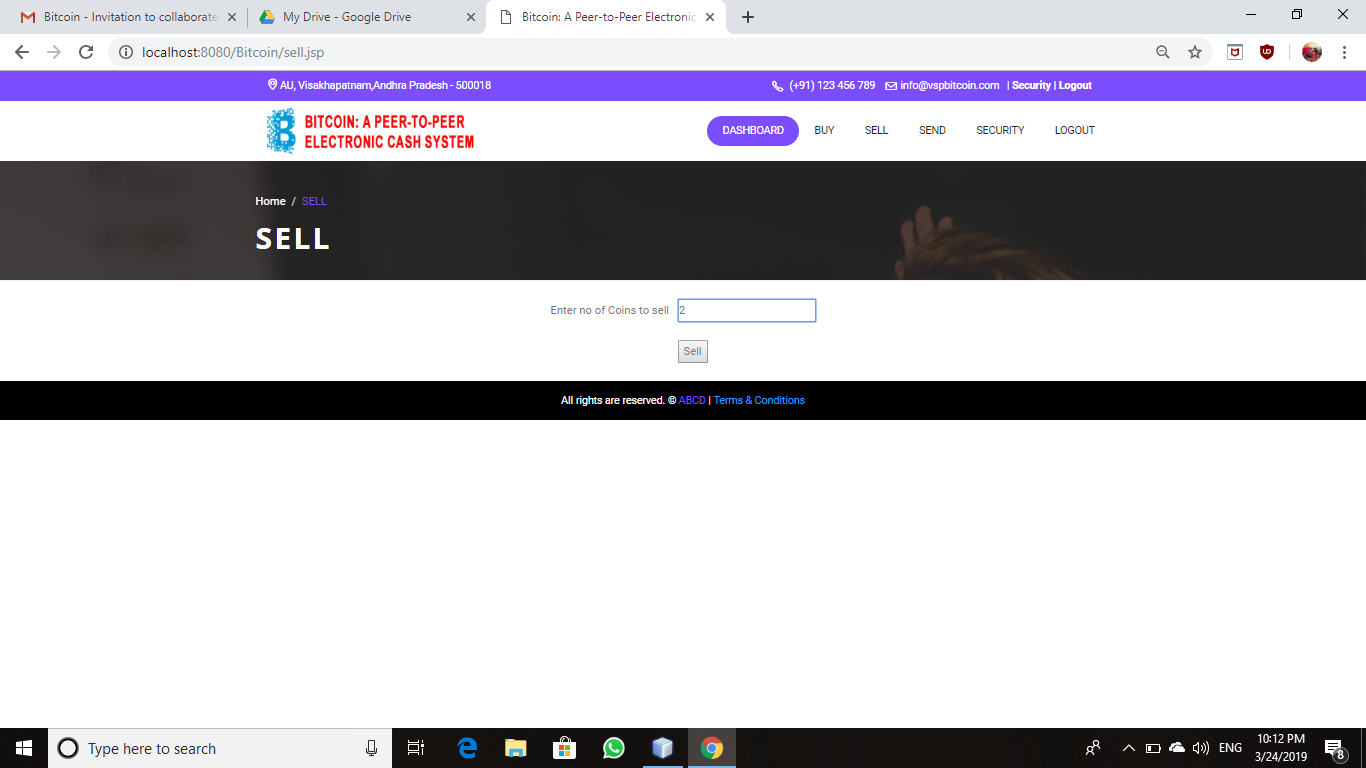 Bitcoin - Invitation to collaborate
My Drive - Google Drive
Bitcoin: A Peer-to-Peer Electronic
localhost:8080/Bitcoin/sell.jsp
AU, Visakhapatnam,Andhra Pradesh - 500018
(+91) 123 456 789 info@vspbitcoin.com | Security | Logout
BITCOIN: A PEER-TO-PEER
ELECTRONIC CASH SYSTEM
DASHBOARD BUY SELL SEND SECURITY LOGOUT
Home / SELL
SELL
Enter no of Coins to sell 2
Sell
All rights are reserved. © ABCD | Terms & Conditions
Type here to search
ENG
10:12 PM
3/24/2019
8